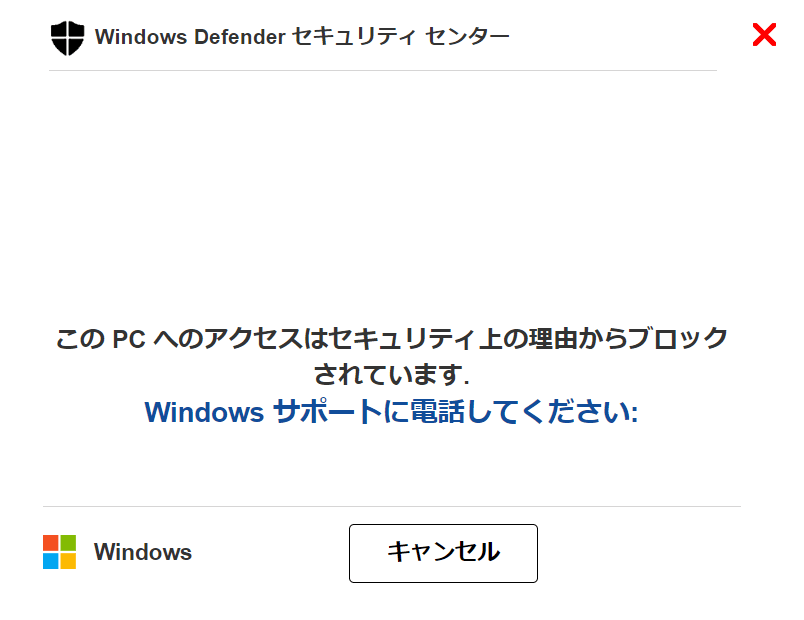 Windows Defender セキュリティ センター
この PC へのアクセスはセキュリティ上の理由からブロック
されています.
Windows サポートに電話してください:
Windows
キャンセル